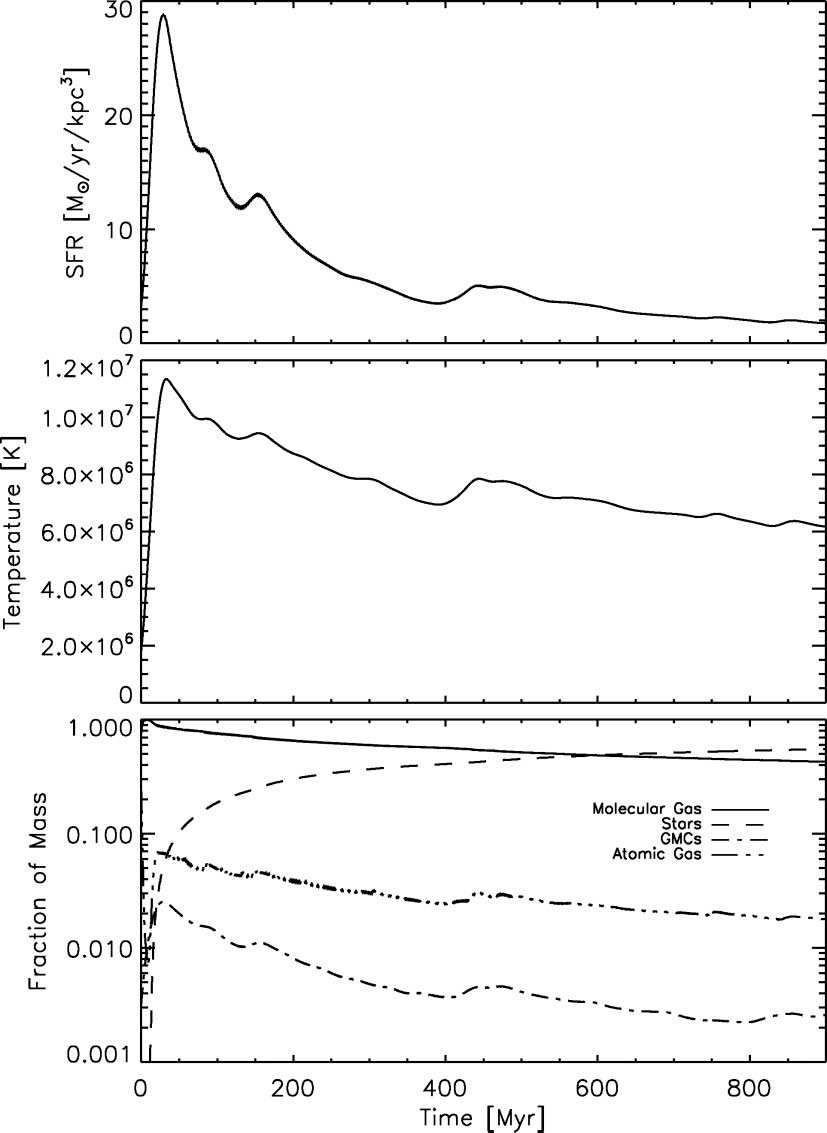 30
20
10
0
SFR [M⊙/yr/kpc³]
1.2×10⁷
1.0×10⁷
8.0×10⁶
6.0×10⁶
4.0×10⁶
2.0×10⁶
0
Temperature [K]
1.000
0.100
0.010
0.001
Fraction of Mass
Molecular Gas
Stars
GMCs
Atomic Gas
0 200 400 600 800
Time [Myr]